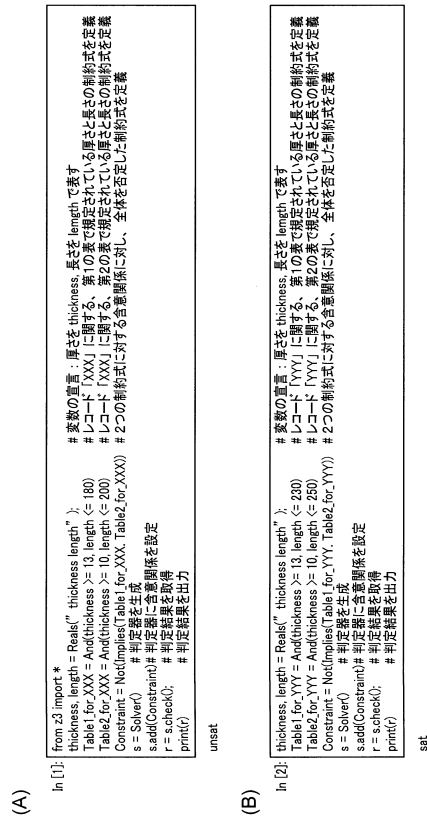 (A)
In [1]: from z3 import *
thickness, length = Reals(" thickness length" ); # 変数の宣言：厚さを thickness, 長さを lemgth で表す
Table1_for_XXX = And(thickness >= 13, length <= 180) # レコード「XXX」に関する、第1の表で規定されている厚さと長さの制約式を定義
Table2_for_XXX = And(thickness >= 10, length <= 200) # レコード「XXX」に関する、第2の表で規定されている厚さと長さの制約式を定義
Constraint = Not(Implies(Table1_for_XXX, Table2_for_XXX)) # 2つの制約式に対する含意関係に対し、全体を否定した制約式を定義
s = Solver() # 判定器を生成
s.add(Constraint)# 判定器に含意関係を設定
r = s.check(); # 判定結果を取得
print(r) # 判定結果を出力
unsat
(B)
In [2]: thickness, length = Reals(" thickness length" ); # 変数の宣言：厚さを thickness, 長さを lemgth で表す
Table1_for_YYY = And(thickness >= 13, length <= 230) # レコード「YYY」に関する、第1の表で規定されている厚さと長さの制約式を定義
Table2_for_YYY = And(thickness >= 10, length <= 250) # レコード「YYY」に関する、第2の表で規定されている厚さと長さの制約式を定義
Constraint = Not(Implies(Table1_for_YYY, Table2_for_YYY)) # 2つの制約式に対する含意関係に対し、全体を否定した制約式を定義
s = Solver() # 判定器を生成
s.add(Constraint)# 判定器に含意関係を設定
r = s.check(); # 判定結果を取得
print(r) # 判定結果を出力
sat